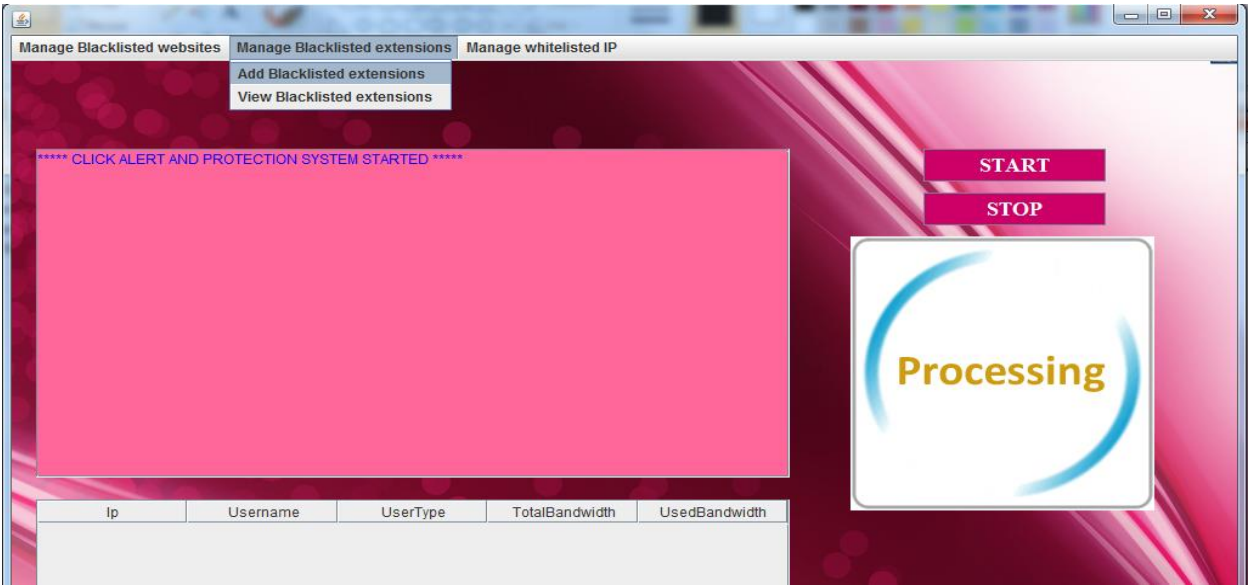 Manage Blacklisted websites Manage Blacklisted extensions Manage whitelisted IP
Add Blacklisted extensions
View Blacklisted extensions
***** CLICK ALERT AND PROTECTION SYSTEM STARTED *****
START
STOP
Processing
Ip Username UserType TotalBandwidth UsedBandwidth